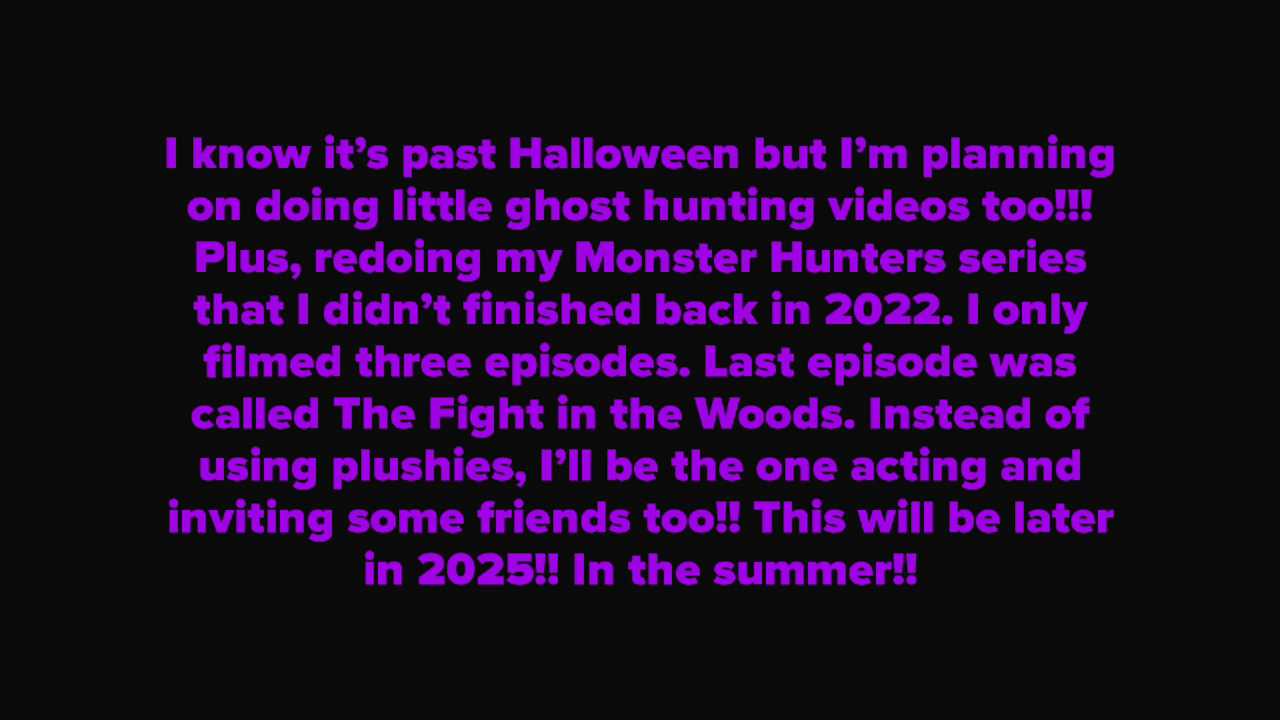 I know it’s past Halloween but I’m planning
on doing little ghost hunting videos too!!!
Plus, redoing my Monster Hunters series
that I didn’t finished back in 2022. I only
filmed three episodes. Last episode was
called The Fight in the Woods. Instead of
using plushies, I’ll be the one acting and
inviting some friends too!! This will be later
in 2025!! In the summer!!